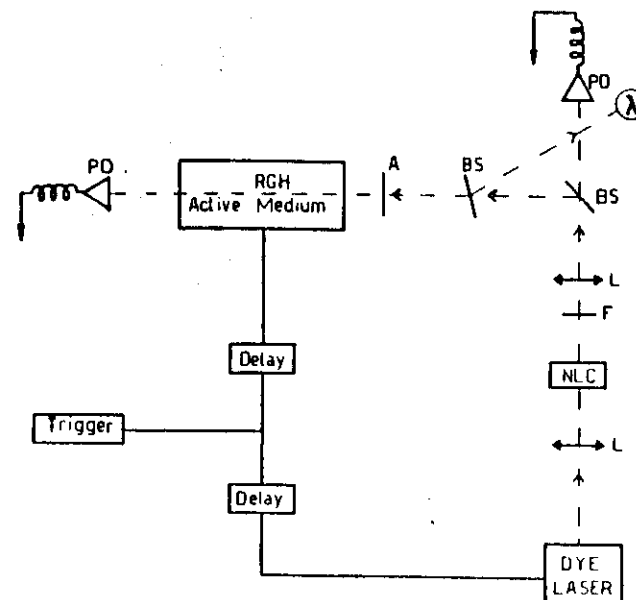 PD
λ
PD
RGH
Active Medium
A
BS
BS
L
F
NLC
L
Delay
Trigger
Delay
DYE
LASER